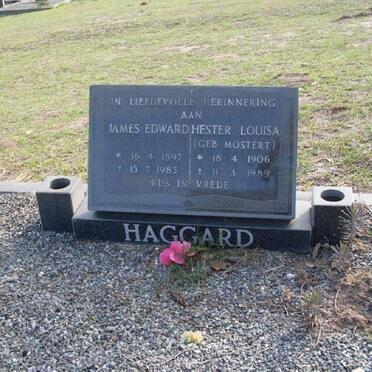 IN LIEFDEVOLLE HERINNERING
AAN
JAMES EDWARD HESTER LOUISA
(GEB MOSTERT)
* 16.4.1897 * 18.4.1906
† 15.7.1985 † 11.3.1989
RUS IN VREDE
HAGGARD